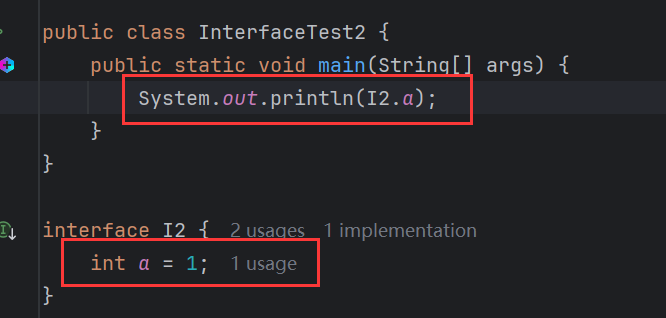 public class InterfaceTest2 {
public static void main(String[] args) {
System.out.println(I2.a);
}
}
interface I2 { 2 usages 1 implementation
int a = 1; 1 usage
}